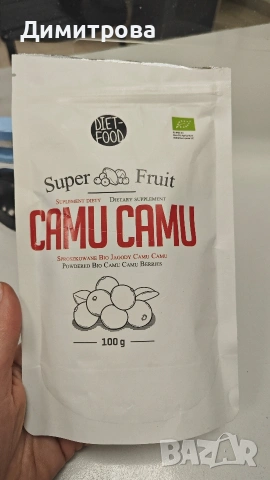 Димитрова
DIET-
FOOD
Super Fruit
SUPLEMENT DIETY DIETARY SUPPLEMENT
CAMU CAMU
SPROSZKOWANE BIO JAGODY CAMU CAMU
POWDERED BIO CAMU CAMU BERRIES
100 g
BAZAR